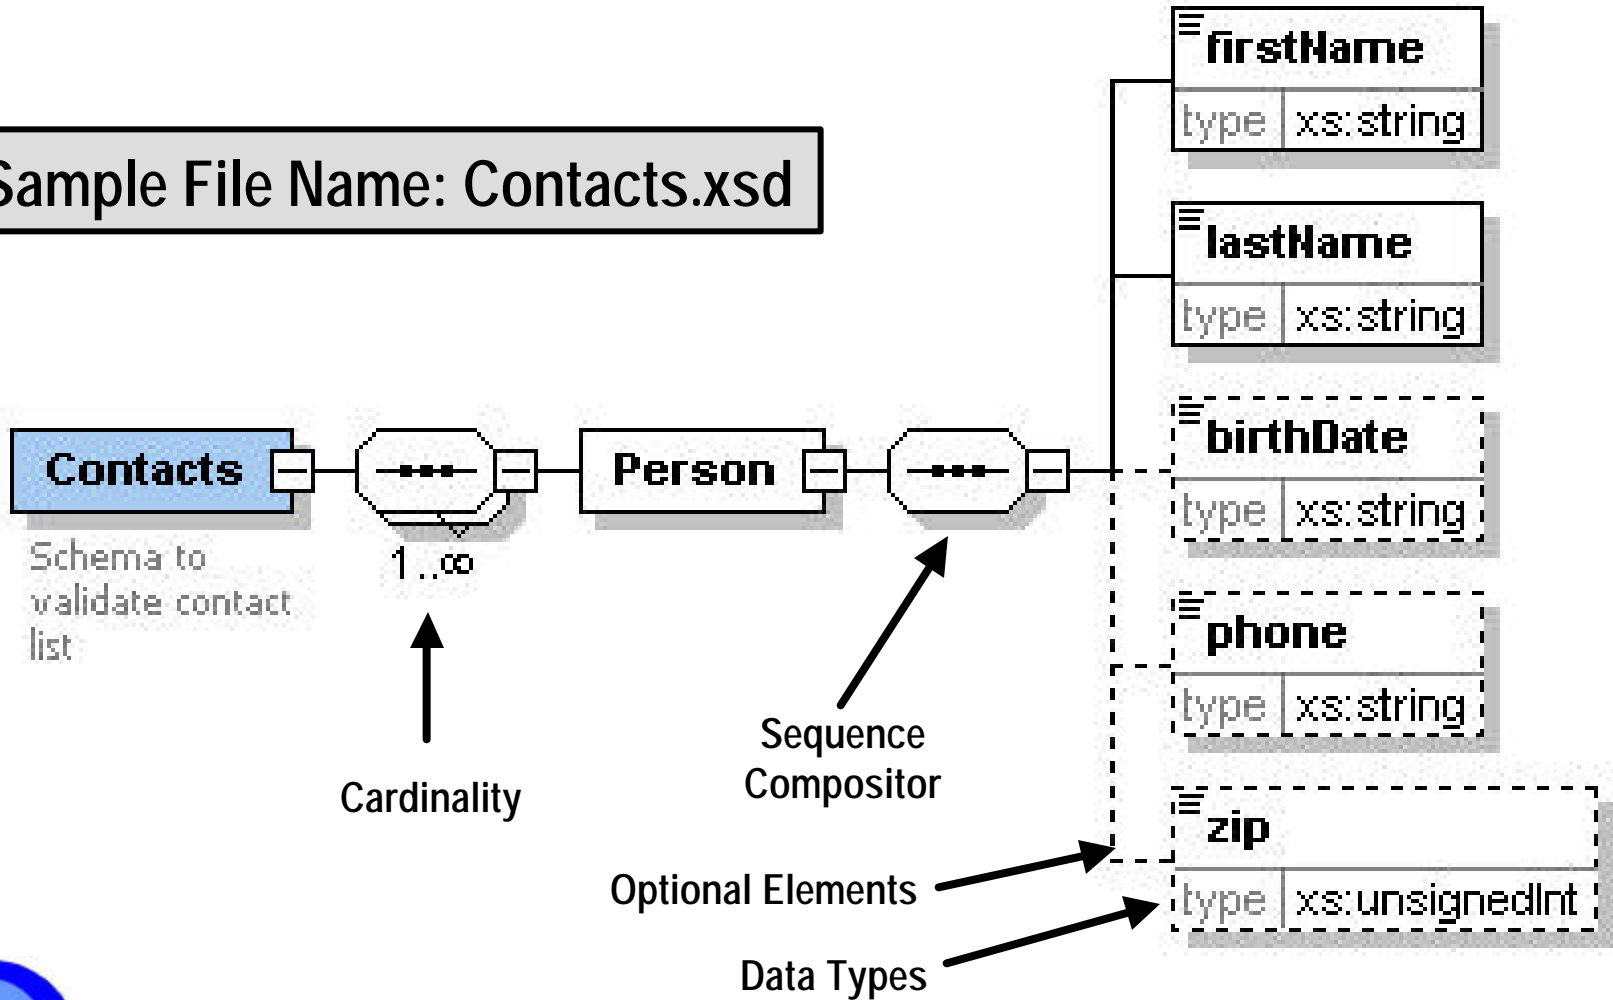 firstName
type xs:string
Sample File Name: Contacts.xsd
lastName
type xs:string
birthDate
type xs:string
Contacts
Person
Schema to
validate contact
list
1..∞
phone
type xs:string
Sequence
Compositor
Cardinality
zip
type xs:unsignedInt
Optional Elements
Data Types